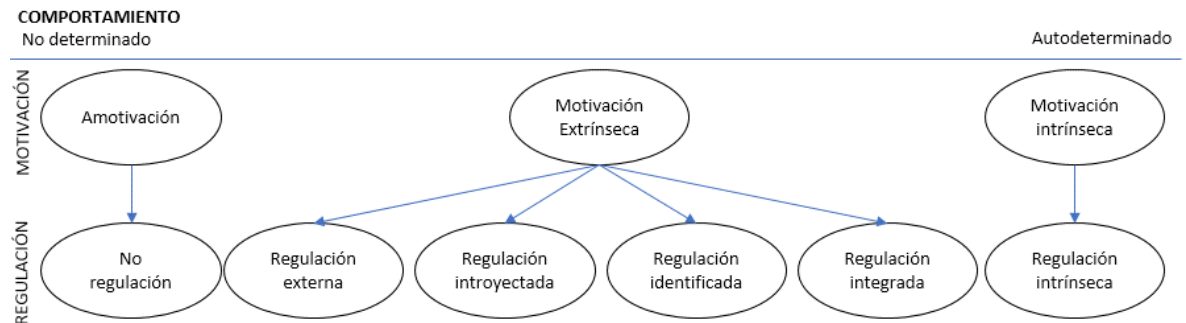 COMPORTAMIENTO
No determinado
Autodeterminado
MOTIVACIÓN
Amotivación
Motivación
Extrínseca
Motivación
intrínseca
REGULACIÓN
No
regulación
Regulación
externa
Regulación
introyectada
Regulación
identificada
Regulación
integrada
Regulación
intrínseca